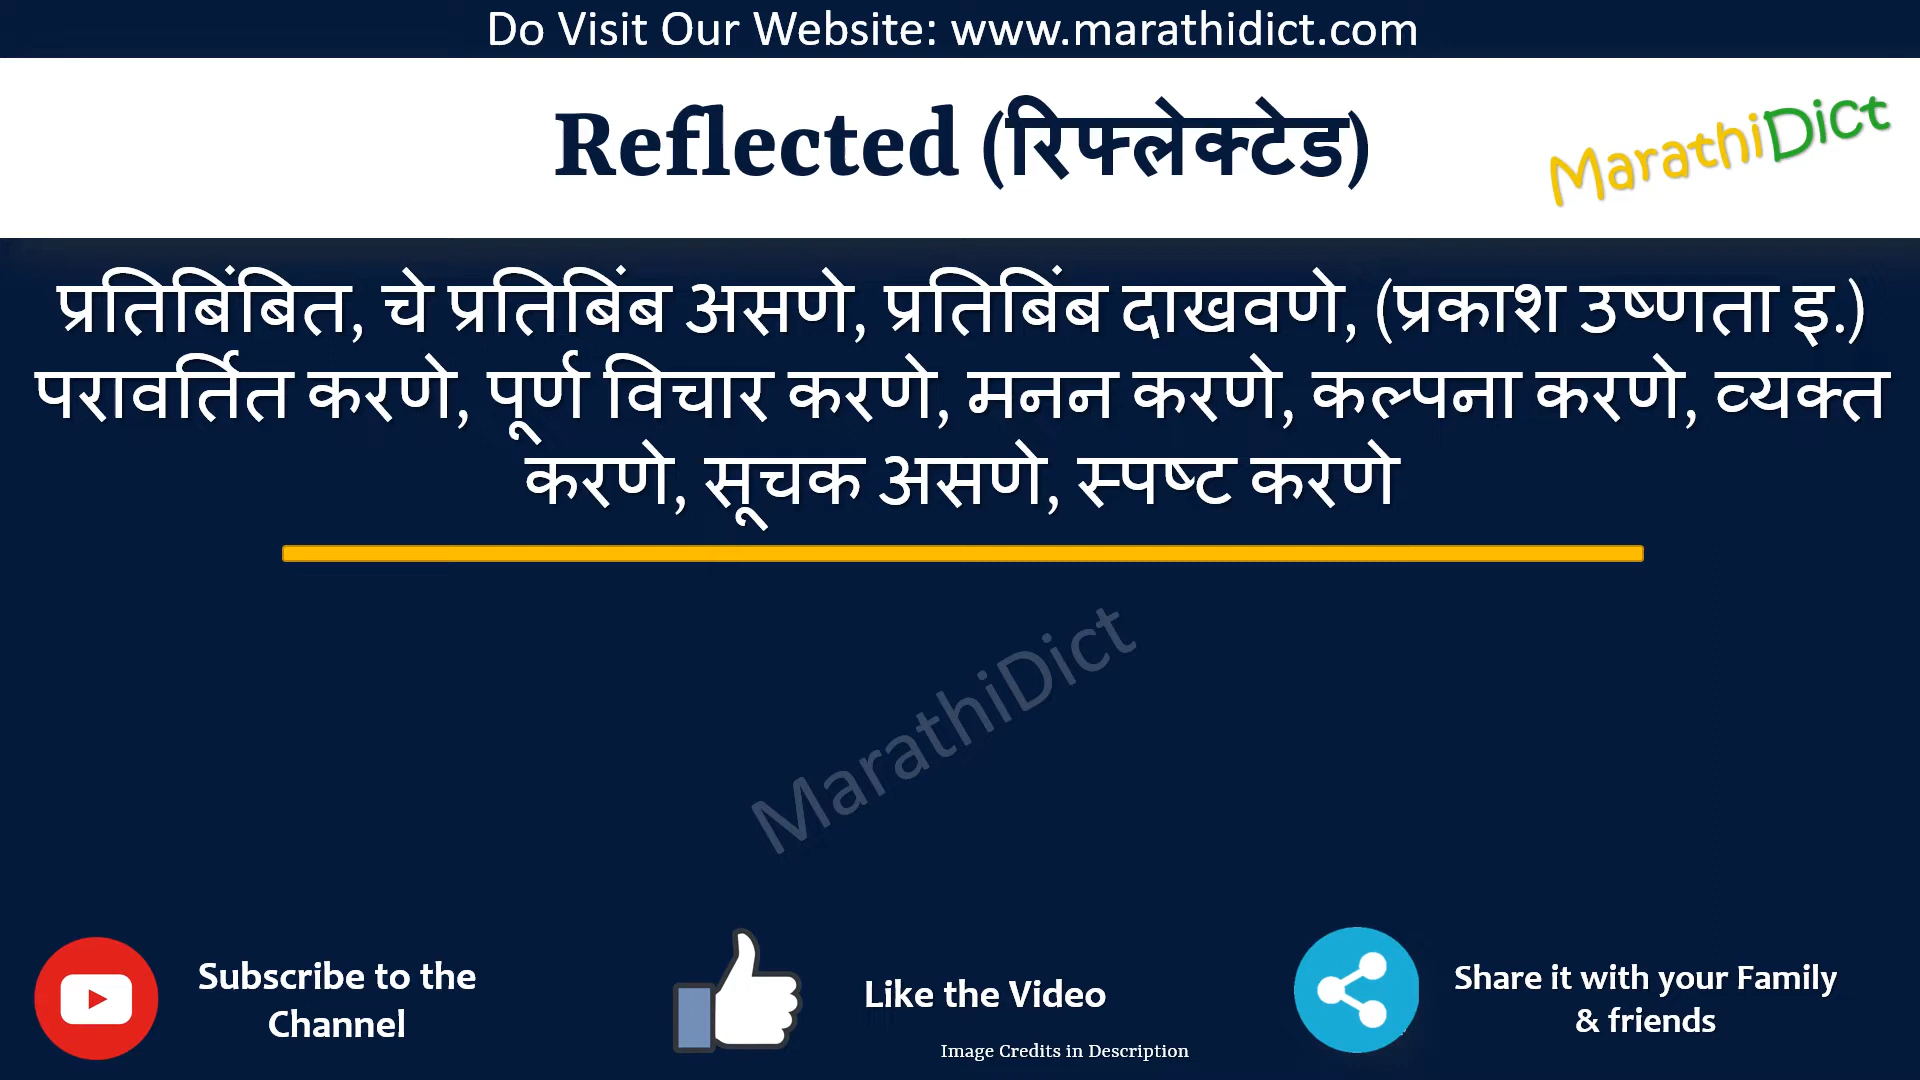 Do Visit Our Website: www.marathidict.com
Reflected (रिफ्लेक्टेड)
MarathiDict
प्रतिबिंबित, चे प्रतिबिंब असणे, प्रतिबिंब दाखवणे, (प्रकाश उष्णता इ.)
परावर्तित करणे, पूर्ण विचार करणे, मनन करणे, कल्पना करणे, व्यक्त
करणे, सूचक असणे, स्पष्ट करणे
MarathiDict
Subscribe to the
Channel
Like the Video
Share it with your Family
& friends
Image Credits in Description